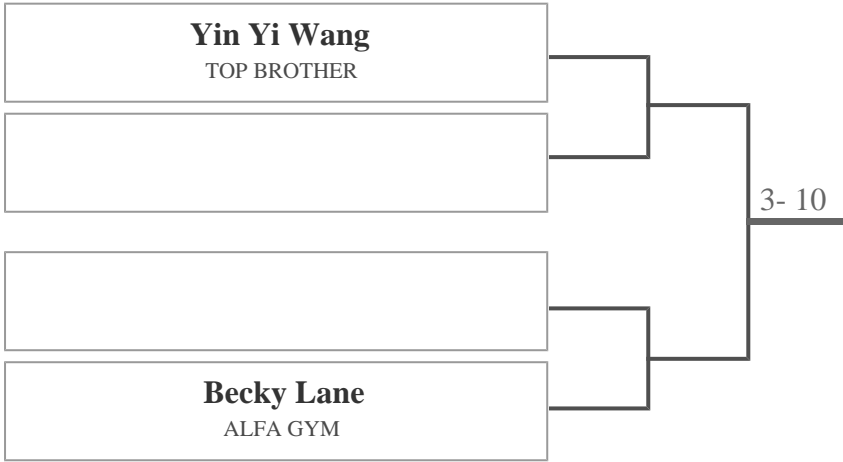 Yin Yi Wang
TOP BROTHER
3- 10
Becky Lane
ALFA GYM